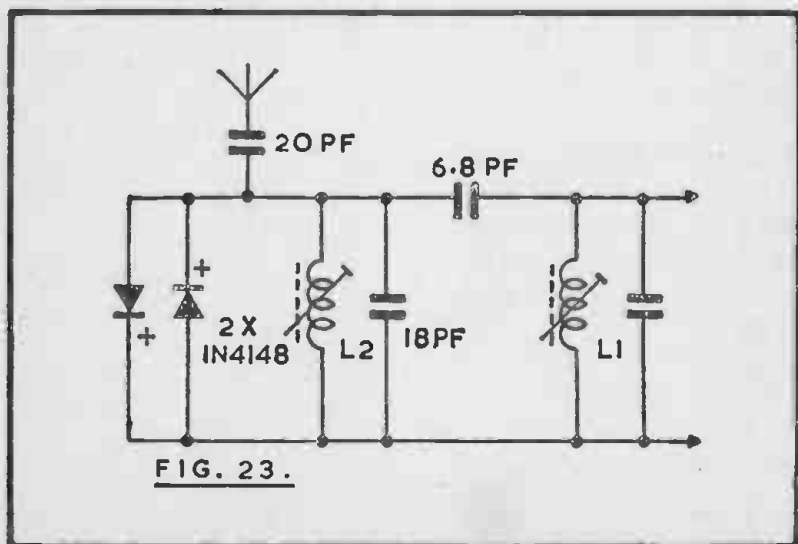 20 PF
6.8 PF
+
+
2 X
1N4148
L2
18PF
L1
FIG. 23.